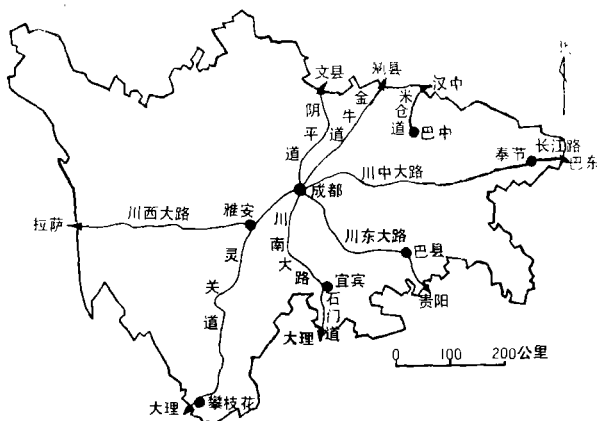 文县
勉县
汉中
阴平道
金牛道
米仓道
巴中
长江路
奉节
巴东
川中大路
成都
雅安
川西大路
拉萨
川东大路
巴县
灵关道
川南大路
宜宾
贵阳
石门道
大理
大理
攀枝花
0 100 200公里